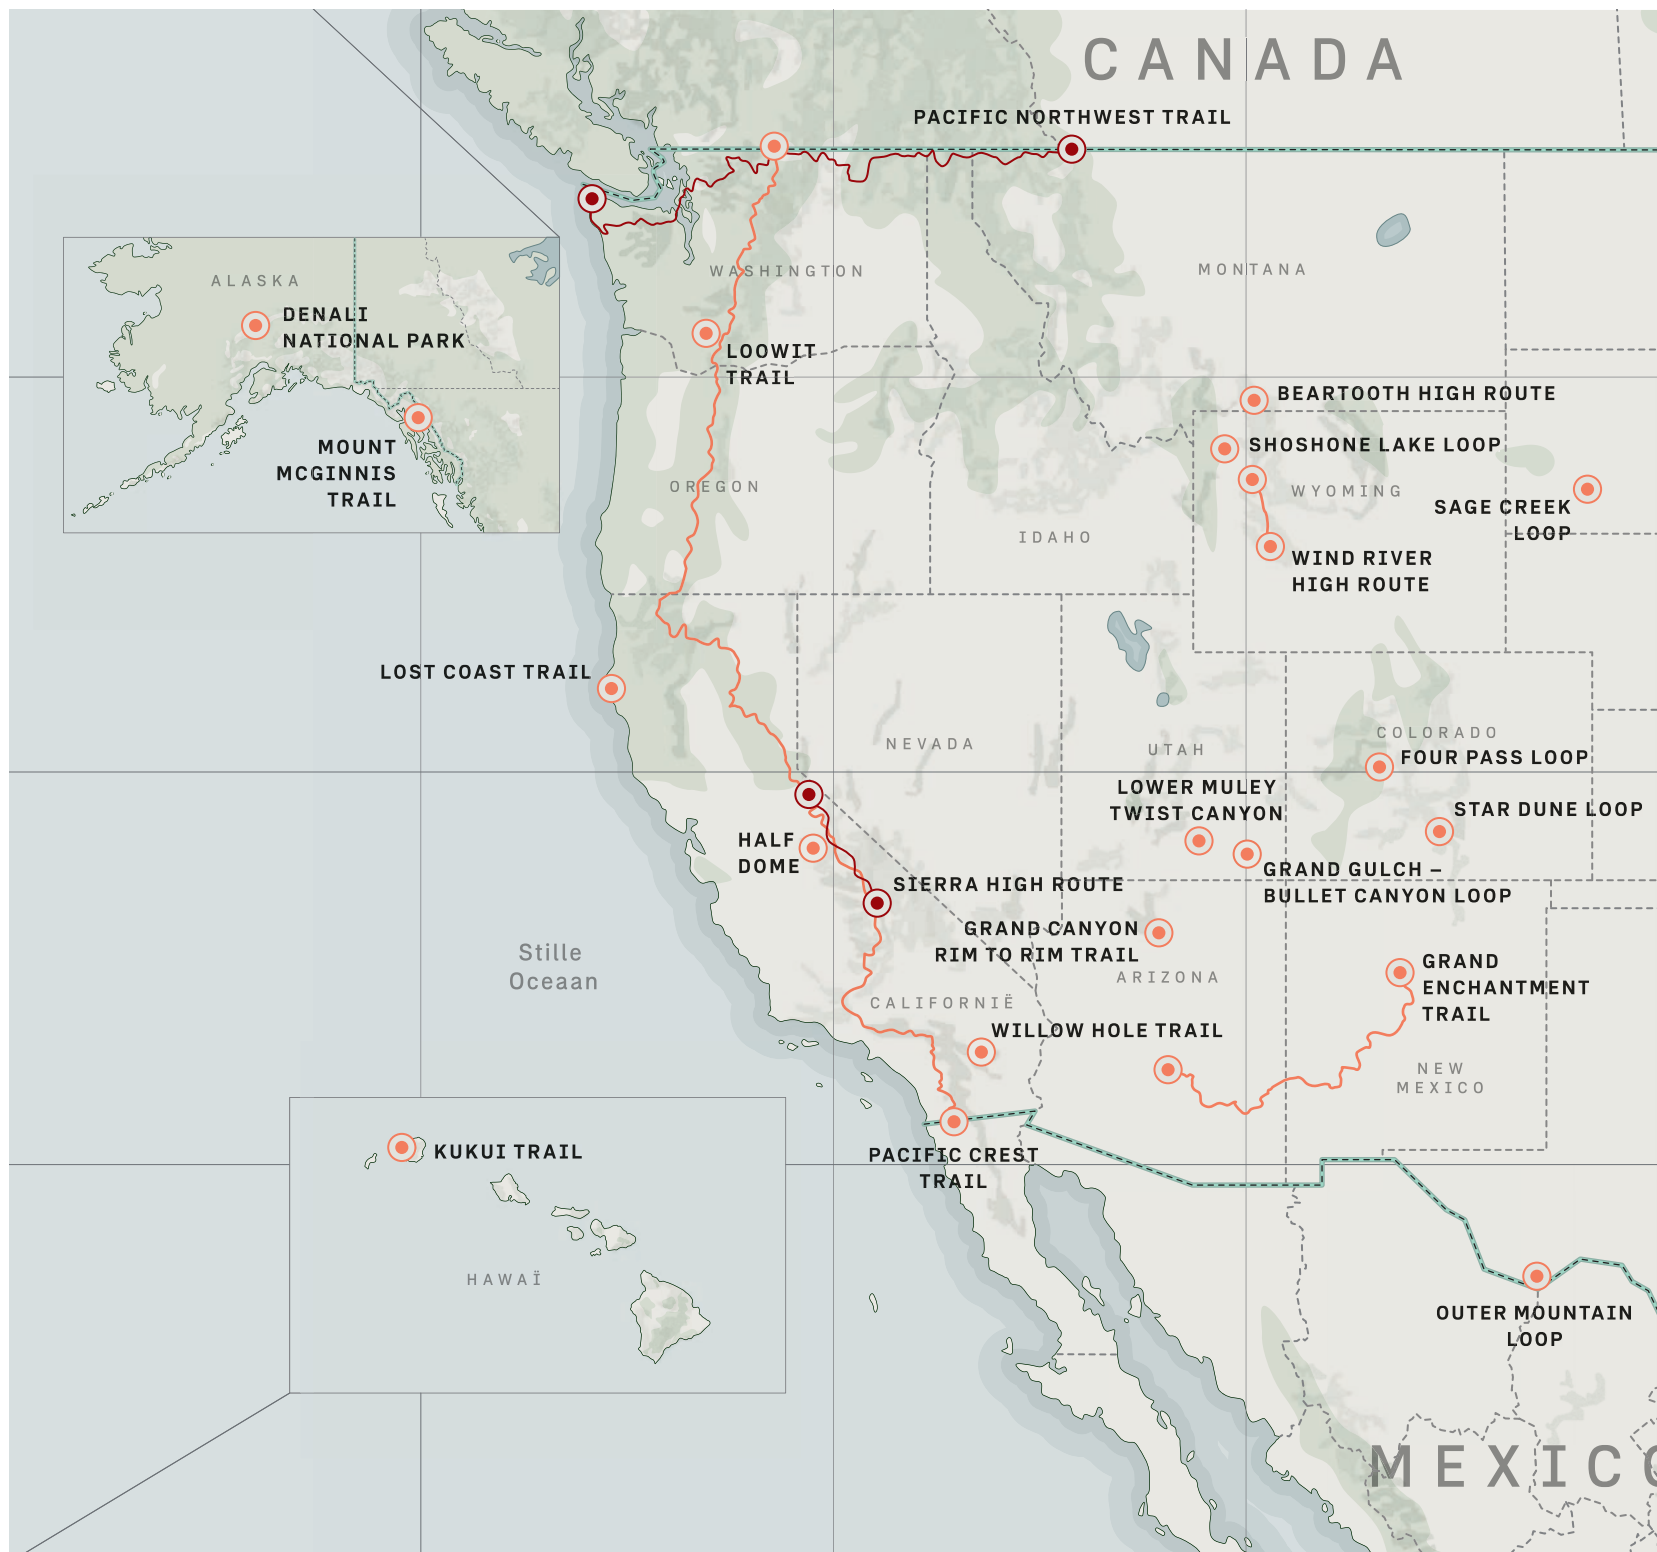 CANADA
PACIFIC NORTHWEST TRAIL
WASHINGTON
MONTANA
ALASKA
DENALI
NATIONAL PARK
LOOWIT
TRAIL
BEARTOOTH HIGH ROUTE
SHOSHONE LAKE LOOP
MOUNT
MCGINNIS
TRAIL
OREGON
WYOMING
SAGE CREEK
LOOP
IDAHO
WIND RIVER
HIGH ROUTE
LOST COAST TRAIL
NEVADA
UTAH
COLORADO
FOUR PASS LOOP
LOWER MULEY
TWIST CANYON
STAR DUNE LOOP
HALF
DOME
GRAND GULCH –
BULLET CANYON LOOP
SIERRA HIGH ROUTE
GRAND CANYON
RIM TO RIM TRAIL
ARIZONA
Stille
Oceaan
GRAND
ENCHANTMENT
TRAIL
CALIFORNIË
WILLOW HOLE TRAIL
NEW
MEXICO
PACIFIC CREST
TRAIL
KUKUI TRAIL
HAWAÏ
OUTER MOUNTAIN
LOOP
MEXICO